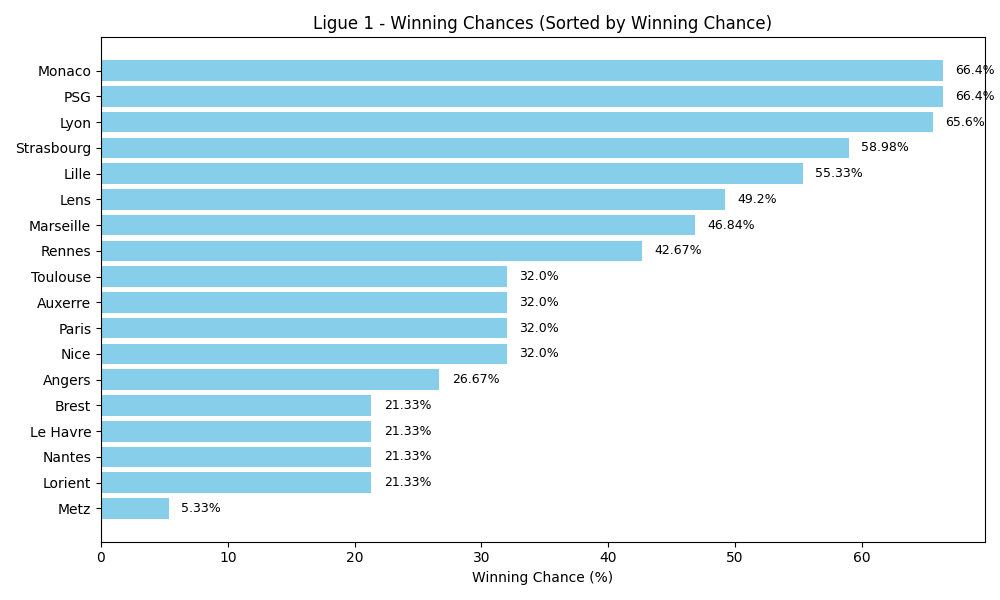 Ligue 1 - Winning Chances (Sorted by Winning Chance)
Monaco 66.4%
PSG 66.4%
Lyon 65.6%
Strasbourg 58.98%
Lille 55.33%
Lens 49.2%
Marseille 46.84%
Rennes 42.67%
Toulouse 32.0%
Auxerre 32.0%
Paris 32.0%
Nice 32.0%
Angers 26.67%
Brest 21.33%
Le Havre 21.33%
Nantes 21.33%
Lorient 21.33%
Metz 5.33%
0 10 20 30 40 50 60
Winning Chance (%)